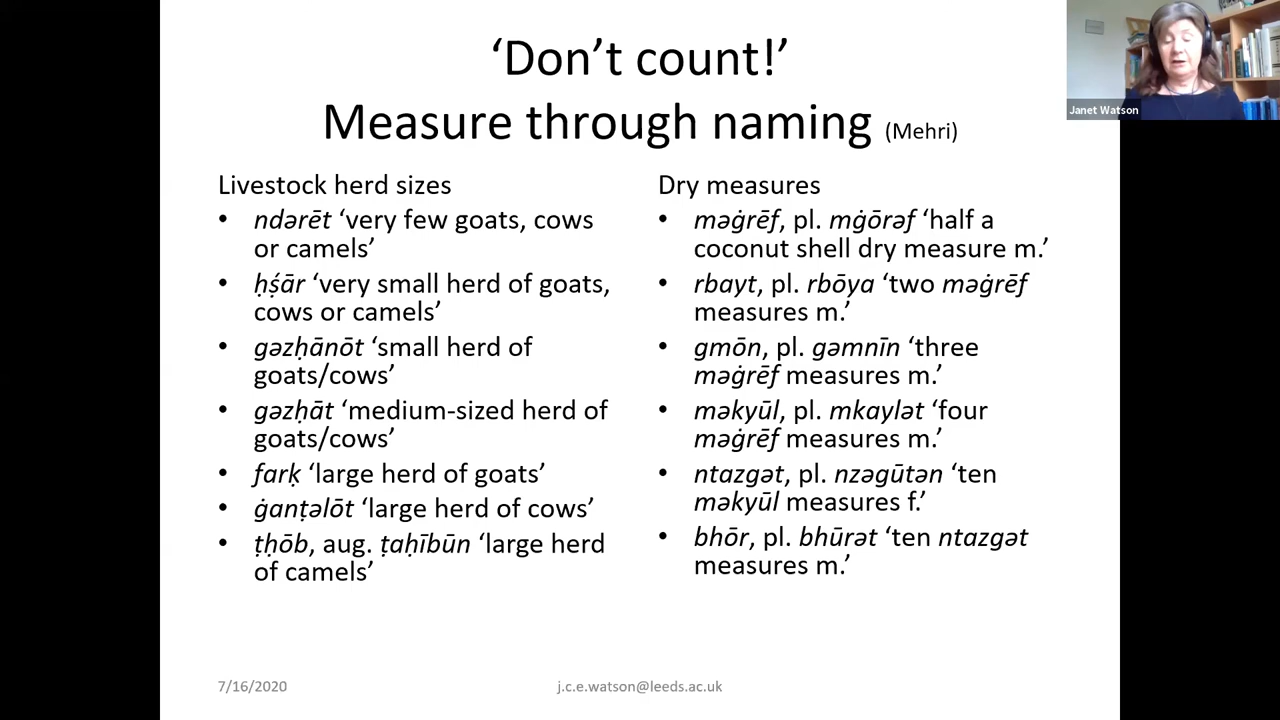 ‘Don’t count!’
Measure through naming (Mehri)
Livestock herd sizes
• ndərēt ‘very few goats, cows
or camels’
• ḥṣ́ār ‘very small herd of goats,
cows or camels’
• gəzḥānōt ‘small herd of
goats/cows’
• gəzḥāt ‘medium-sized herd of
goats/cows’
• farḳ ‘large herd of goats’
• ġanṭəlōt ‘large herd of cows’
• ṭḥōb, aug. ṭaḥībūn ‘large herd
of camels’
Dry measures
• məġrēf, pl. mġōrəf ‘half a
coconut shell dry measure m.’
• rbayt, pl. rbōya ‘two məġrēf
measures m.’
• gmōn, pl. gəmnīn ‘three
məġrēf measures m.’
• məkyūl, pl. mkaylət ‘four
məġrēf measures m.’
• ntazgət, pl. nzəgūtən ‘ten
məkyūl measures f.’
• bhōr, pl. bhūrət ‘ten ntazgət
measures m.’
7/16/2020
j.c.e.watson@leeds.ac.uk
Janet Watson